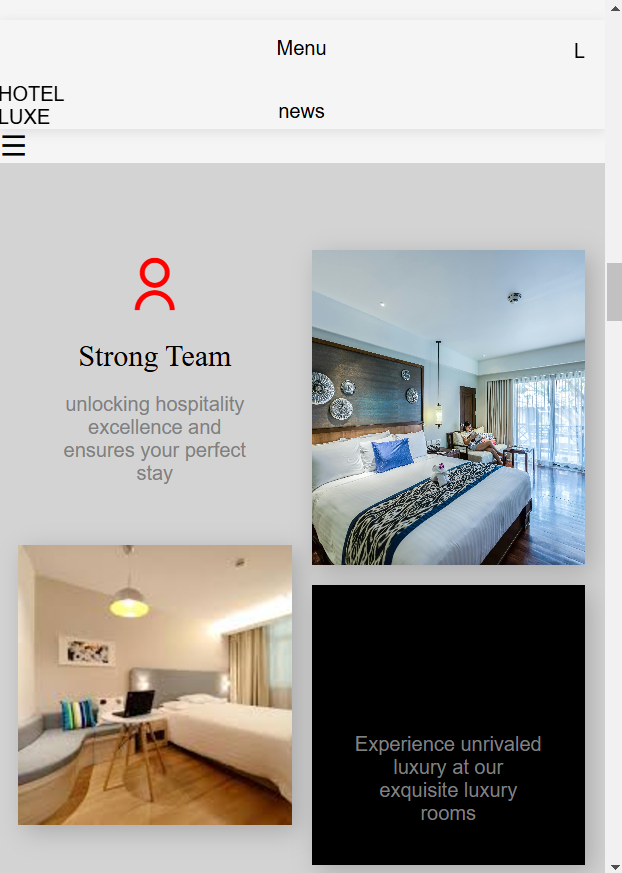 Menu
L
HOTEL
LUXE
news
Strong Team
unlocking hospitality
excellence and
ensures your perfect
stay
Experience unrivaled
luxury at our
exquisite luxury
rooms